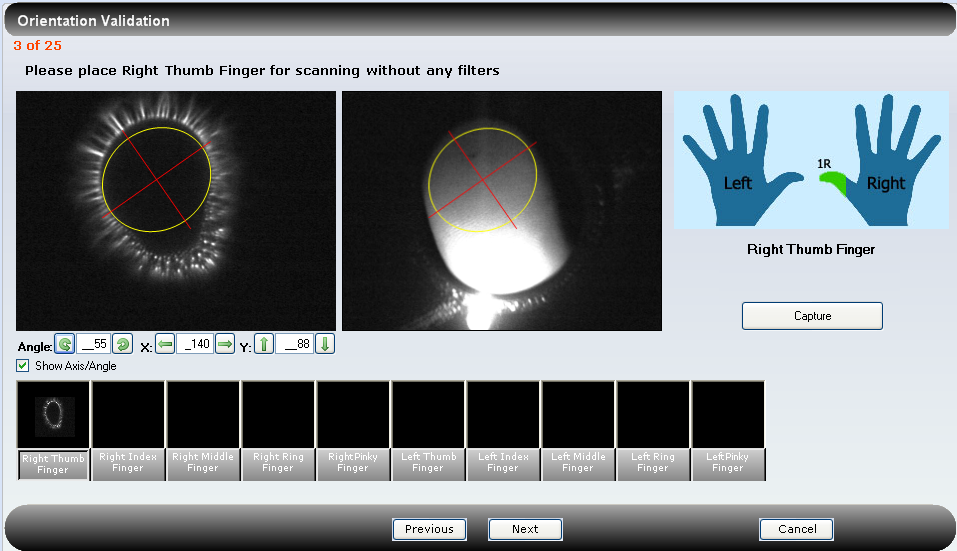 Orientation Validation
3 of 25
Please place Right Thumb Finger for scanning without any filters
1R
Left
Right
Right Thumb Finger
Capture
Angle: __55 X: _140 Y: __88
Show Axis/Angle
Right Thumb Finger
Right Index Finger
Right Middle Finger
Right Ring Finger
RightPinky Finger
Left Thumb Finger
Left Index Finger
Left Middle Finger
Left Ring Finger
LeftPinky Finger
Previous
Next
Cancel